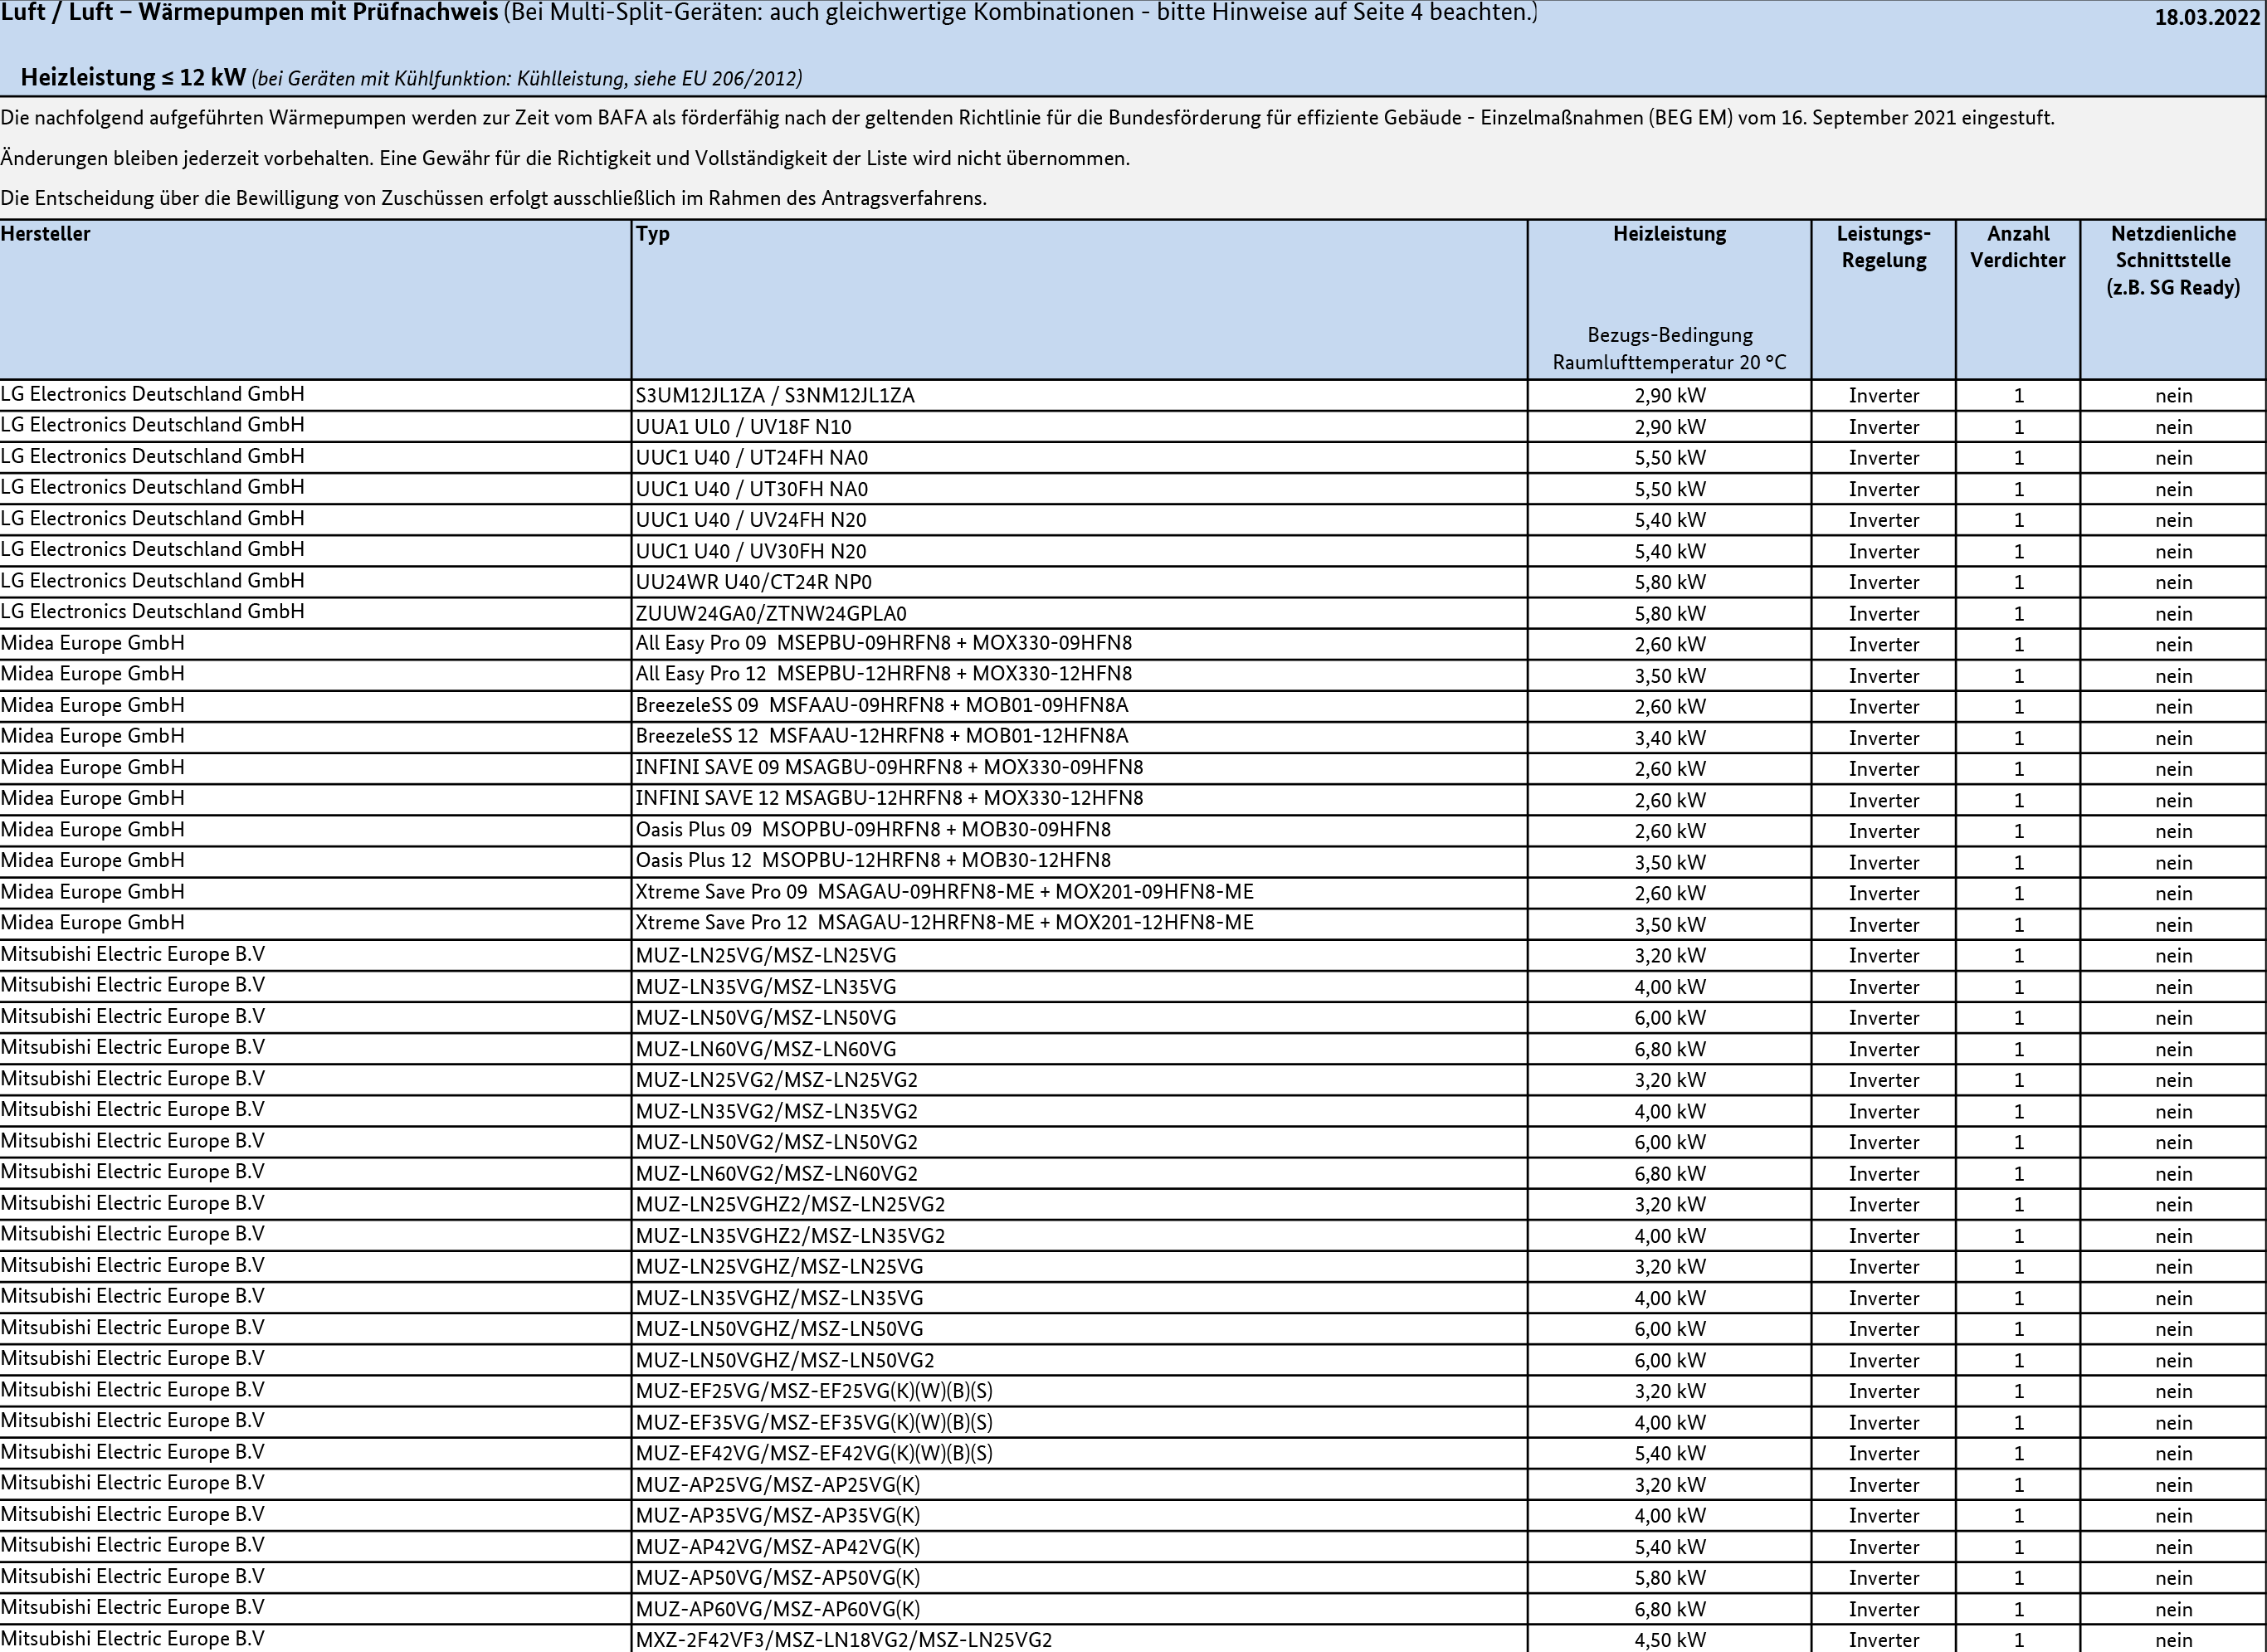 Luft / Luft – Wärmepumpen mit Prüfnachweis (Bei Multi-Split-Geräten: auch gleichwertige Kombinationen - bitte Hinweise auf Seite 4 beachten.) 18.03.2022
Heizleistung ≤ 12 kW (bei Geräten mit Kühlfunktion: Kühlleistung, siehe EU 206/2012)
Die nachfolgend aufgeführten Wärmepumpen werden zur Zeit vom BAFA als förderfähig nach der geltenden Richtlinie für die Bundesförderung für effiziente Gebäude - Einzelmaßnahmen (BEG EM) vom 16. September 2021 eingestuft.
Änderungen bleiben jederzeit vorbehalten. Eine Gewähr für die Richtigkeit und Vollständigkeit der Liste wird nicht übernommen.
Die Entscheidung über die Bewilligung von Zuschüssen erfolgt ausschließlich im Rahmen des Antragsverfahrens.
Hersteller Typ Heizleistung Leistungs- Anzahl Netzdienliche
Regelung Verdichter Schnittstelle
(z.B. SG Ready)
Bezugs-Bedingung
Raumlufttemperatur 20 °C
LG Electronics Deutschland GmbH S3UM12JL1ZA / S3NM12JL1ZA 2,90 kW Inverter 1 nein
LG Electronics Deutschland GmbH UUA1 UL0 / UV18F N10 2,90 kW Inverter 1 nein
LG Electronics Deutschland GmbH UUC1 U40 / UT24FH NA0 5,50 kW Inverter 1 nein
LG Electronics Deutschland GmbH UUC1 U40 / UT30FH NA0 5,50 kW Inverter 1 nein
LG Electronics Deutschland GmbH UUC1 U40 / UV24FH N20 5,40 kW Inverter 1 nein
LG Electronics Deutschland GmbH UUC1 U40 / UV30FH N20 5,40 kW Inverter 1 nein
LG Electronics Deutschland GmbH UU24WR U40/CT24R NP0 5,80 kW Inverter 1 nein
LG Electronics Deutschland GmbH ZUUW24GA0/ZTNW24GPLA0 5,80 kW Inverter 1 nein
Midea Europe GmbH All Easy Pro 09 MSEPBU-09HRFN8 + MOX330-09HFN8 2,60 kW Inverter 1 nein
Midea Europe GmbH All Easy Pro 12 MSEPBU-12HRFN8 + MOX330-12HFN8 3,50 kW Inverter 1 nein
Midea Europe GmbH BreezeleSS 09 MSFAAU-09HRFN8 + MOB01-09HFN8A 2,60 kW Inverter 1 nein
Midea Europe GmbH BreezeleSS 12 MSFAAU-12HRFN8 + MOB01-12HFN8A 3,40 kW Inverter 1 nein
Midea Europe GmbH INFINI SAVE 09 MSAGBU-09HRFN8 + MOX330-09HFN8 2,60 kW Inverter 1 nein
Midea Europe GmbH INFINI SAVE 12 MSAGBU-12HRFN8 + MOX330-12HFN8 2,60 kW Inverter 1 nein
Midea Europe GmbH Oasis Plus 09 MSOPBU-09HRFN8 + MOB30-09HFN8 2,60 kW Inverter 1 nein
Midea Europe GmbH Oasis Plus 12 MSOPBU-12HRFN8 + MOB30-12HFN8 3,50 kW Inverter 1 nein
Midea Europe GmbH Xtreme Save Pro 09 MSAGAU-09HRFN8-ME + MOX201-09HFN8-ME 2,60 kW Inverter 1 nein
Midea Europe GmbH Xtreme Save Pro 12 MSAGAU-12HRFN8-ME + MOX201-12HFN8-ME 3,50 kW Inverter 1 nein
Mitsubishi Electric Europe B.V MUZ-LN25VG/MSZ-LN25VG 3,20 kW Inverter 1 nein
Mitsubishi Electric Europe B.V MUZ-LN35VG/MSZ-LN35VG 4,00 kW Inverter 1 nein
Mitsubishi Electric Europe B.V MUZ-LN50VG/MSZ-LN50VG 6,00 kW Inverter 1 nein
Mitsubishi Electric Europe B.V MUZ-LN60VG/MSZ-LN60VG 6,80 kW Inverter 1 nein
Mitsubishi Electric Europe B.V MUZ-LN25VG2/MSZ-LN25VG2 3,20 kW Inverter 1 nein
Mitsubishi Electric Europe B.V MUZ-LN35VG2/MSZ-LN35VG2 4,00 kW Inverter 1 nein
Mitsubishi Electric Europe B.V MUZ-LN50VG2/MSZ-LN50VG2 6,00 kW Inverter 1 nein
Mitsubishi Electric Europe B.V MUZ-LN60VG2/MSZ-LN60VG2 6,80 kW Inverter 1 nein
Mitsubishi Electric Europe B.V MUZ-LN25VGHZ2/MSZ-LN25VG2 3,20 kW Inverter 1 nein
Mitsubishi Electric Europe B.V MUZ-LN35VGHZ2/MSZ-LN35VG2 4,00 kW Inverter 1 nein
Mitsubishi Electric Europe B.V MUZ-LN25VGHZ/MSZ-LN25VG 3,20 kW Inverter 1 nein
Mitsubishi Electric Europe B.V MUZ-LN35VGHZ/MSZ-LN35VG 4,00 kW Inverter 1 nein
Mitsubishi Electric Europe B.V MUZ-LN50VGHZ/MSZ-LN50VG 6,00 kW Inverter 1 nein
Mitsubishi Electric Europe B.V MUZ-LN50VGHZ/MSZ-LN50VG2 6,00 kW Inverter 1 nein
Mitsubishi Electric Europe B.V MUZ-EF25VG/MSZ-EF25VG(K)(W)(B)(S) 3,20 kW Inverter 1 nein
Mitsubishi Electric Europe B.V MUZ-EF35VG/MSZ-EF35VG(K)(W)(B)(S) 4,00 kW Inverter 1 nein
Mitsubishi Electric Europe B.V MUZ-EF42VG/MSZ-EF42VG(K)(W)(B)(S) 5,40 kW Inverter 1 nein
Mitsubishi Electric Europe B.V MUZ-AP25VG/MSZ-AP25VG(K) 3,20 kW Inverter 1 nein
Mitsubishi Electric Europe B.V MUZ-AP35VG/MSZ-AP35VG(K) 4,00 kW Inverter 1 nein
Mitsubishi Electric Europe B.V MUZ-AP42VG/MSZ-AP42VG(K) 5,40 kW Inverter 1 nein
Mitsubishi Electric Europe B.V MUZ-AP50VG/MSZ-AP50VG(K) 5,80 kW Inverter 1 nein
Mitsubishi Electric Europe B.V MUZ-AP60VG/MSZ-AP60VG(K) 6,80 kW Inverter 1 nein
Mitsubishi Electric Europe B.V MXZ-2F42VF3/MSZ-LN18VG2/MSZ-LN25VG2 4,50 kW Inverter 1 nein